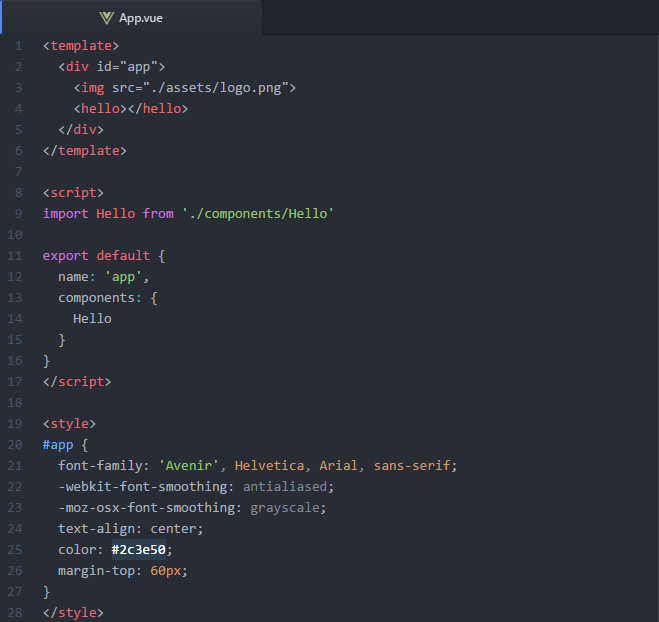 App.vue
1 <template>
2   <div id="app">
3     <img src="./assets/logo.png">
4     <hello></hello>
5   </div>
6 </template>
7
8 <script>
9 import Hello from './components/Hello'
10
11 export default {
12   name: 'app',
13   components: {
14     Hello
15   }
16 }
17 </script>
18
19 <style>
20 #app {
21   font-family: 'Avenir', Helvetica, Arial, sans-serif;
22   -webkit-font-smoothing: antialiased;
23   -moz-osx-font-smoothing: grayscale;
24   text-align: center;
25   color: #2c3e50;
26   margin-top: 60px;
27 }
28 </style>